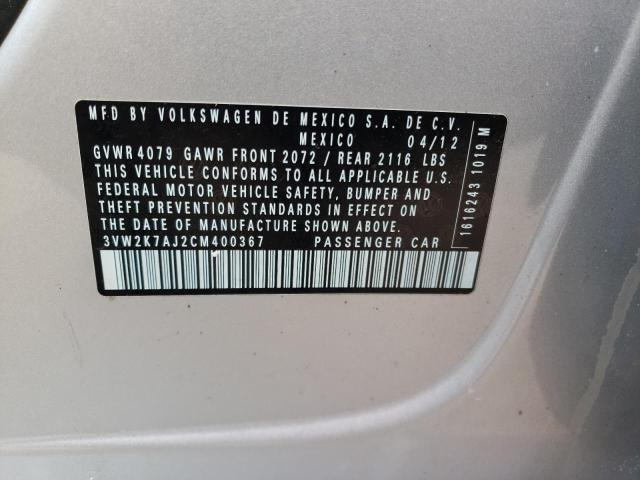 MFD BY VOLKSWAGEN DE MEXICO S.A. DE C.V.
MEXICO 04/12
GVWR 4079 GAWR FRONT 2072 / REAR 2116 LBS
THIS VEHICLE CONFORMS TO ALL APPLICABLE U.S.
FEDERAL MOTOR VEHICLE SAFETY, BUMPER AND
THEFT PREVENTION STANDARDS IN EFFECT ON
THE DATE OF MANUFACTURE SHOWN ABOVE.
3VW2K7AJ2CM400367 PASSENGER CAR
1616243 1019 M